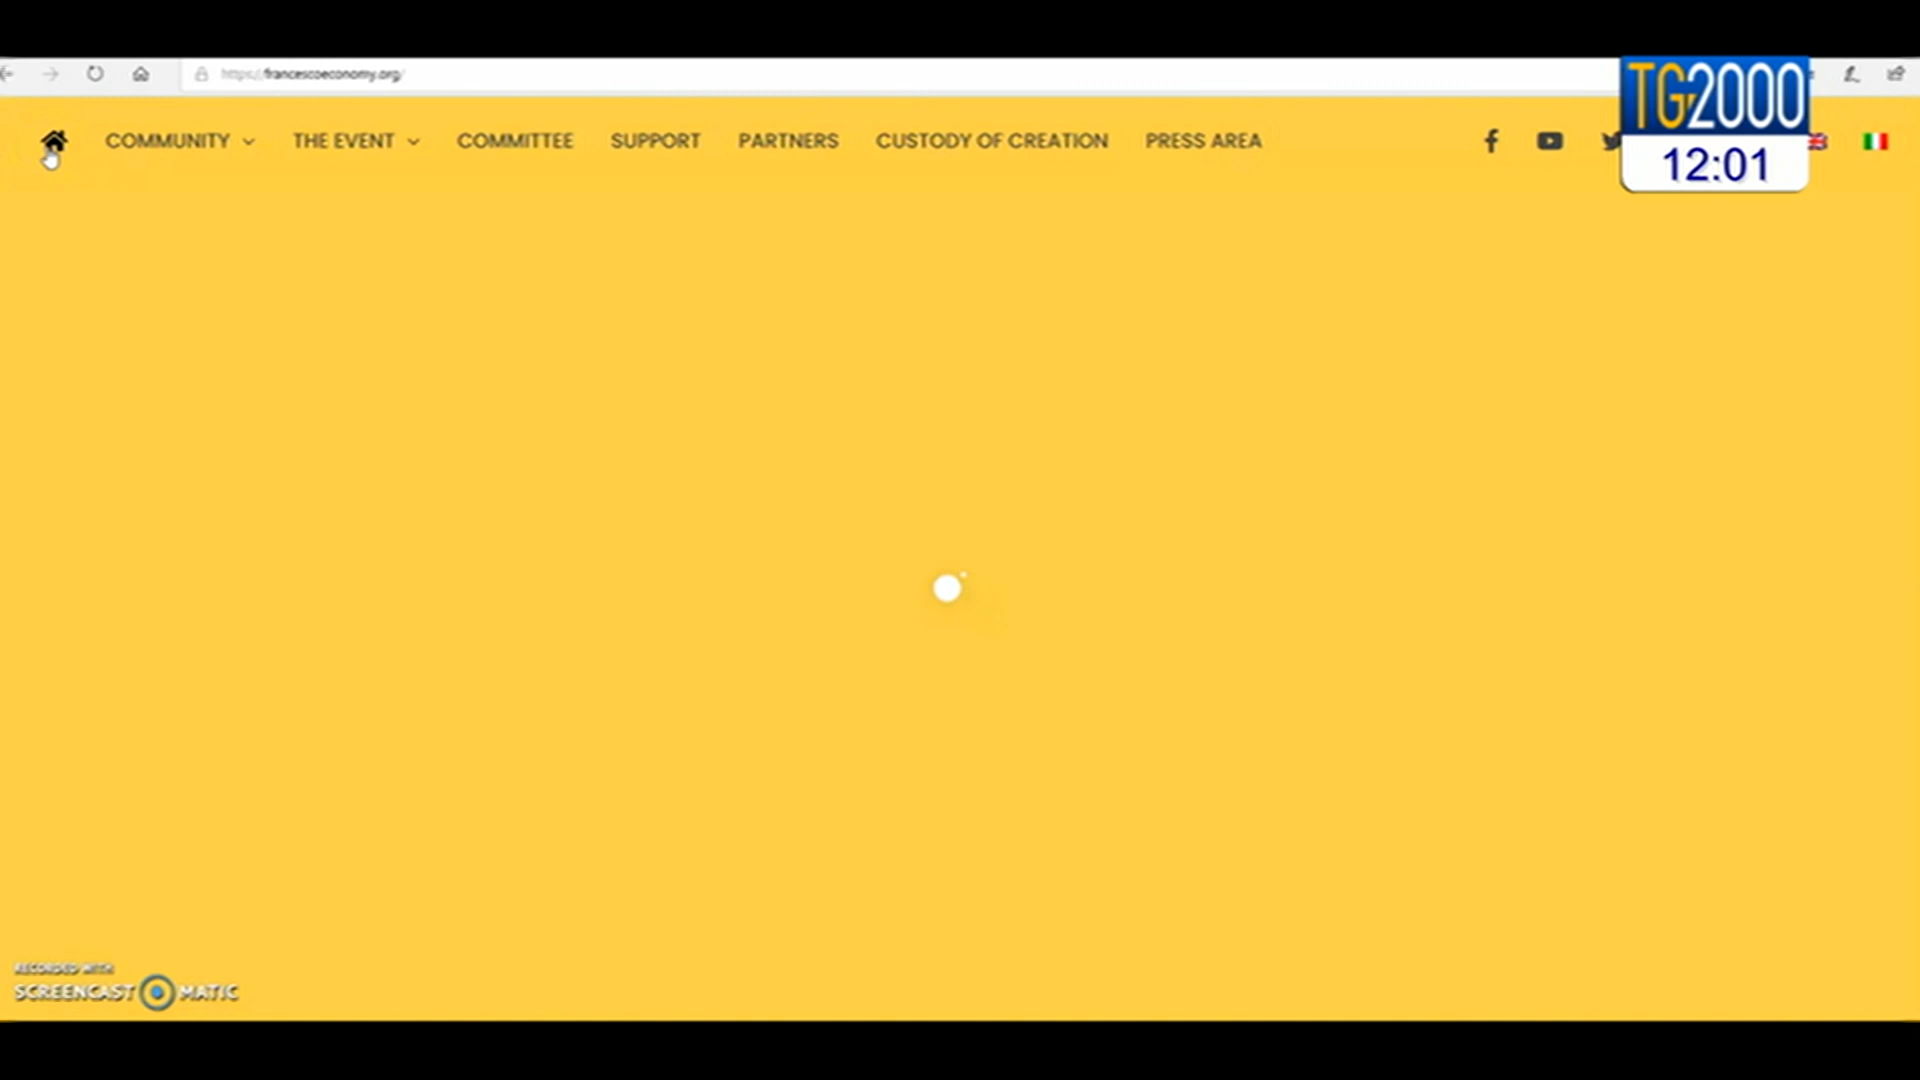 https://francescoeconomy.org/
TG2000
12:01
COMMUNITY THE EVENT COMMITTEE SUPPORT PARTNERS CUSTODY OF CREATION PRESS AREA
RECORDED WITH
SCREENCAST MATIC